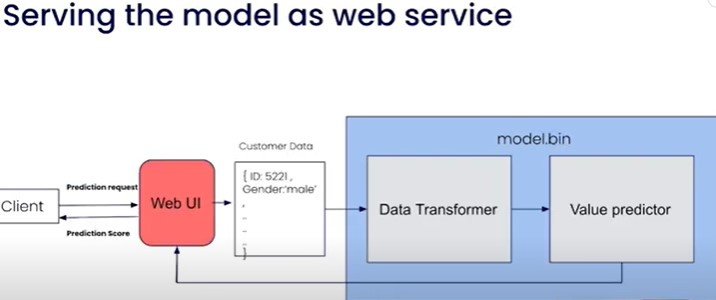 Serving the model as web service
model.bin
Customer Data
{ ID: 5221 ,
Gender:'male'
,
-
-
-
}
Prediction request
Client
Web UI
Data Transformer
Value predictor
Prediction Score